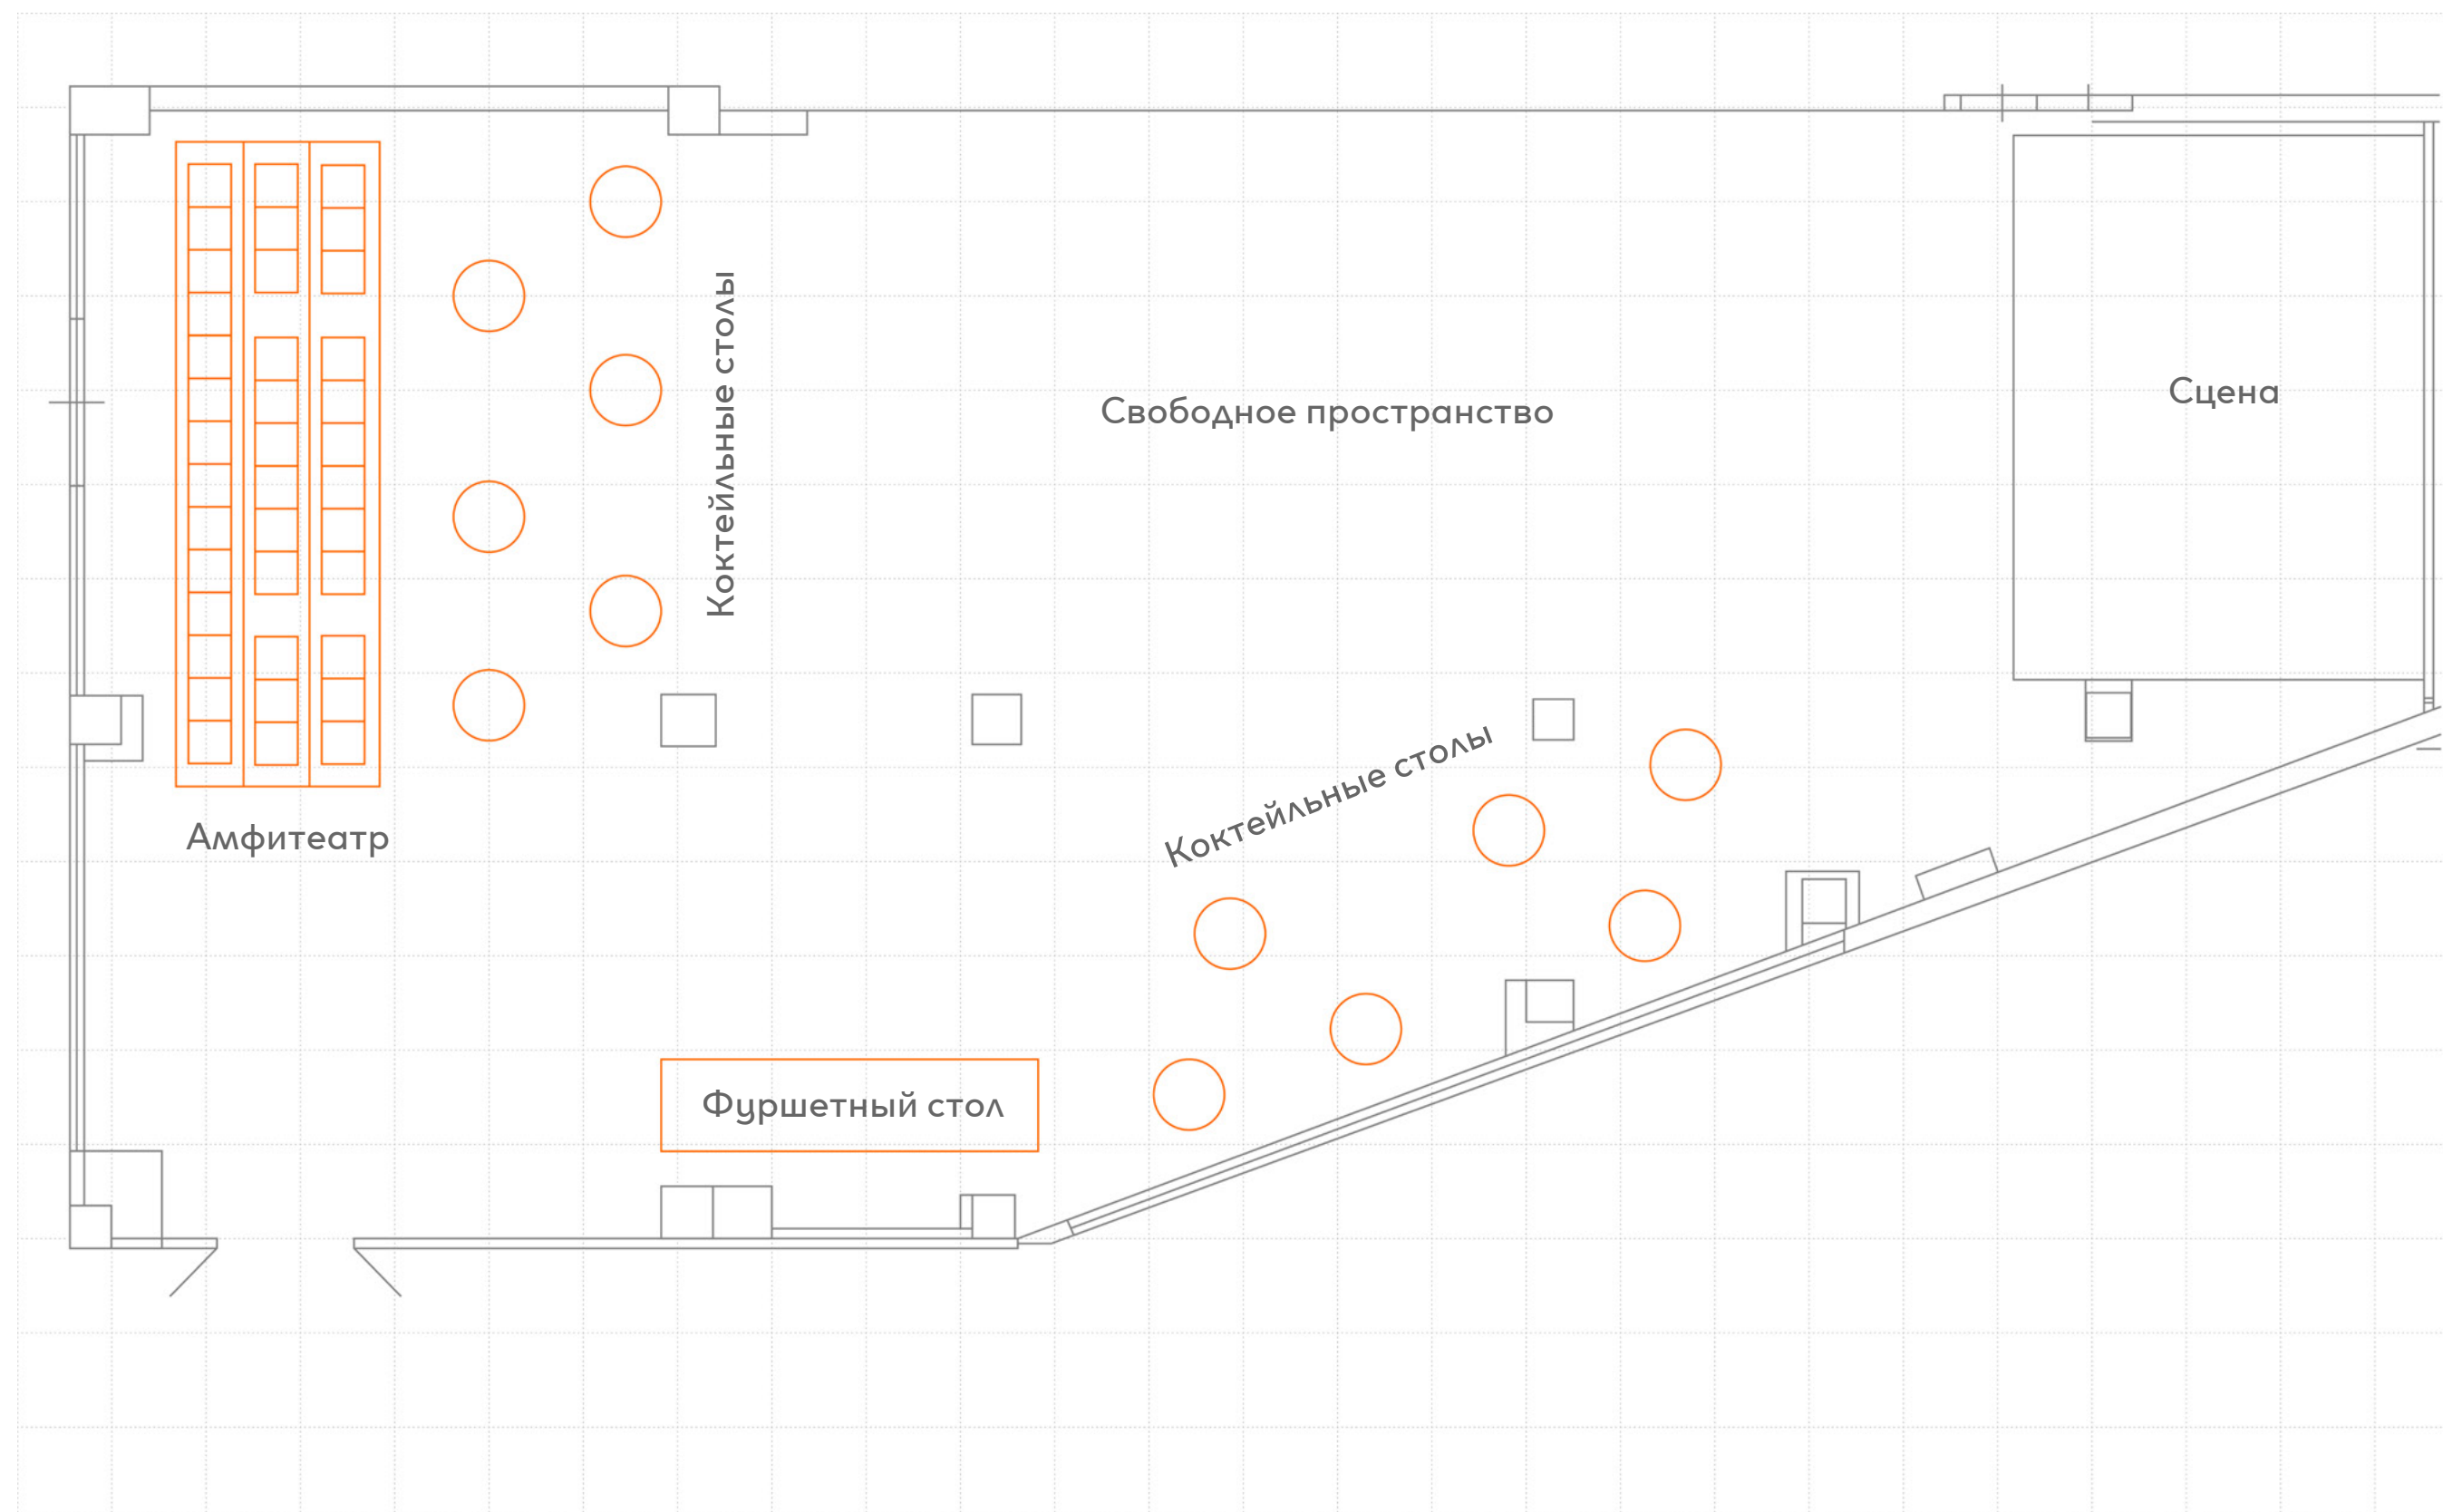 Коктейльные столы
Свободное пространство
Сцена
Амфитеатр
Коктейльные столы
Фуршетный стол